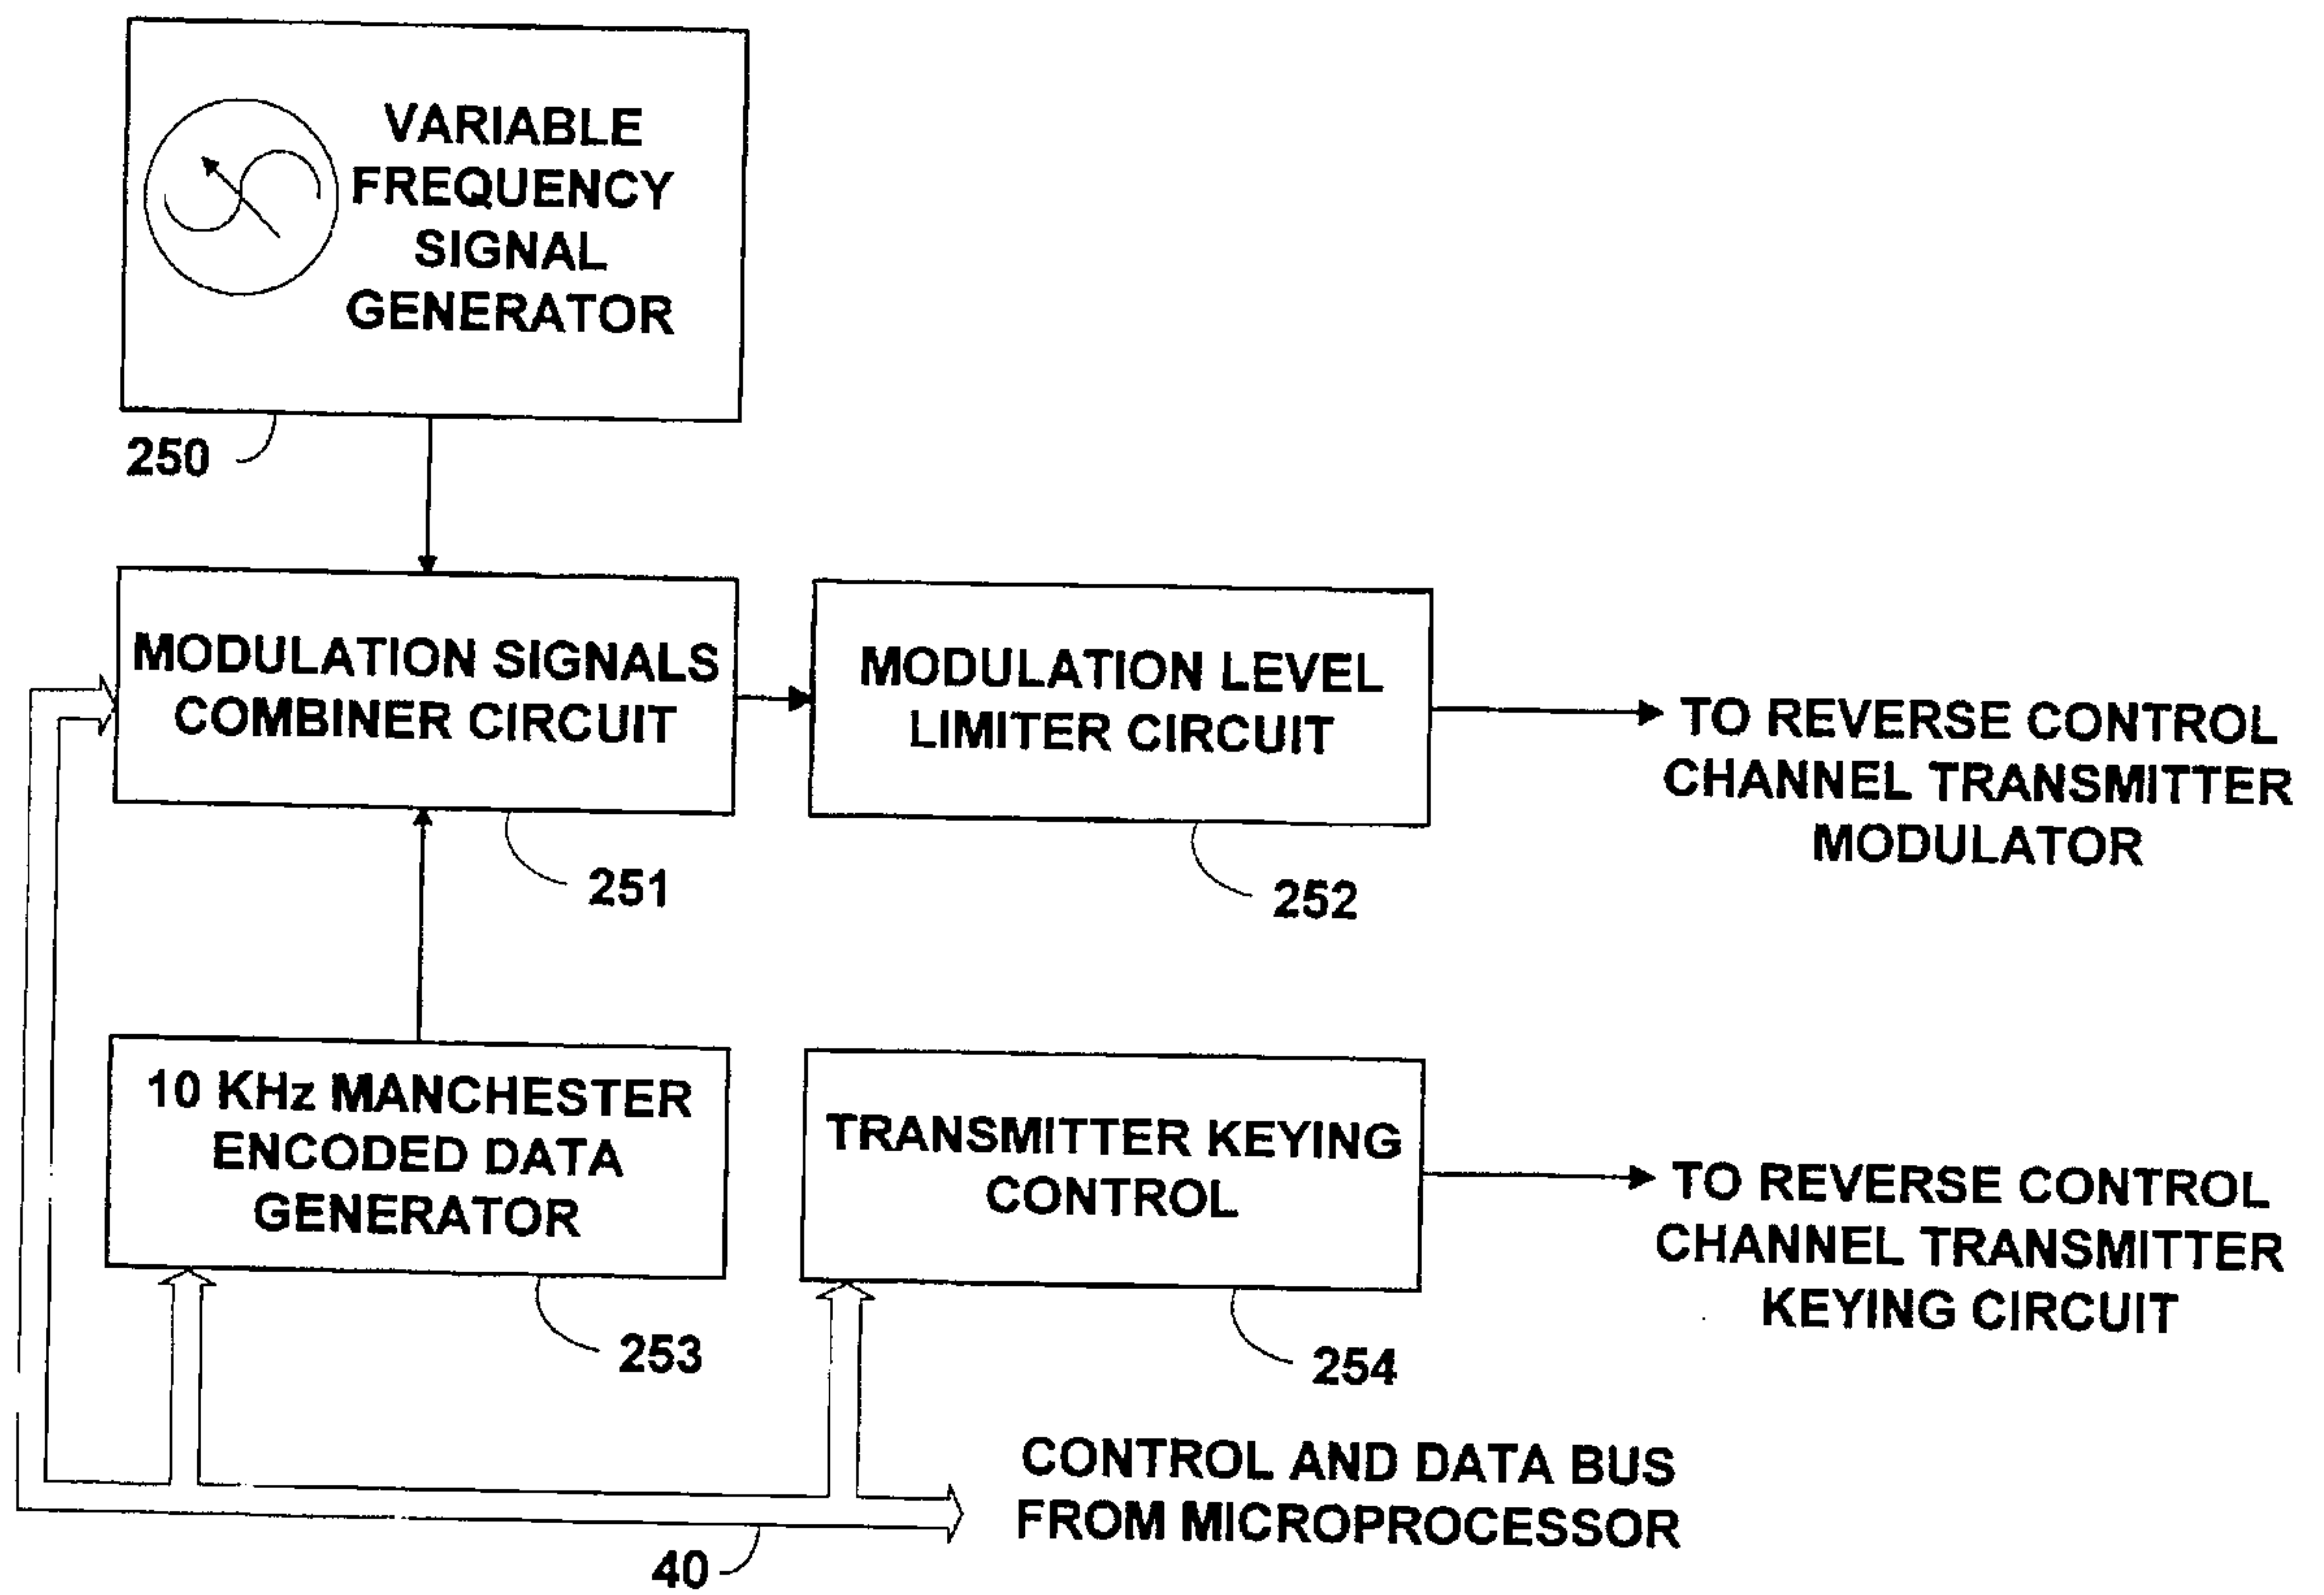 VARIABLE
FREQUENCY
SIGNAL
GENERATOR
250
MODULATION SIGNALS
COMBINER CIRCUIT
251
MODULATION LEVEL
LIMITER CIRCUIT
252
TO REVERSE CONTROL
CHANNEL TRANSMITTER
MODULATOR
10 KHz MANCHESTER
ENCODED DATA
GENERATOR
253
TRANSMITTER KEYING
CONTROL
254
TO REVERSE CONTROL
CHANNEL TRANSMITTER
KEYING CIRCUIT
CONTROL AND DATA BUS
FROM MICROPROCESSOR
40